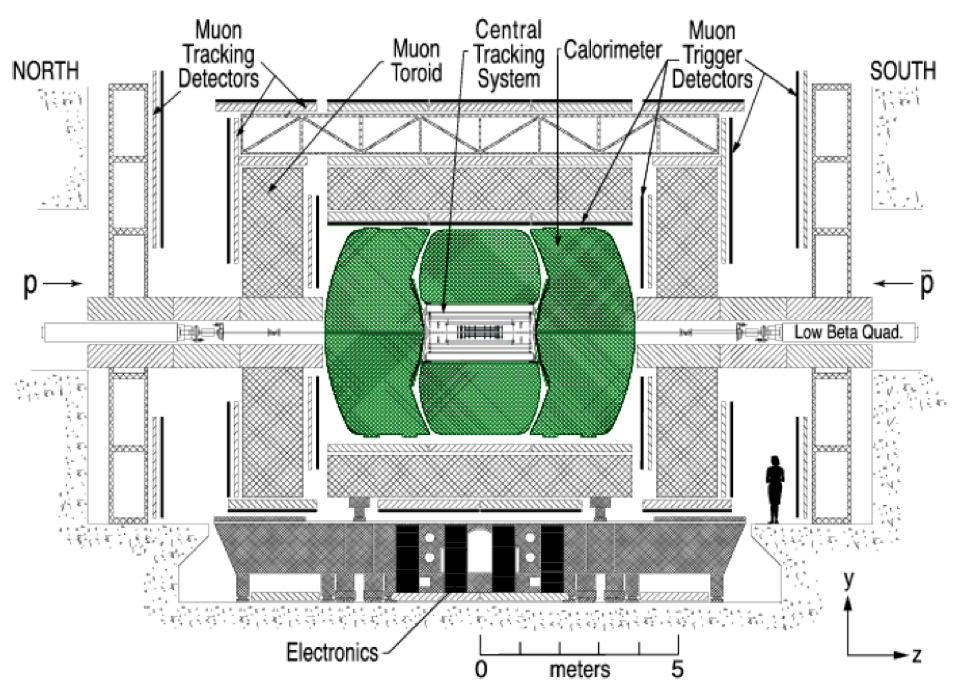 Muon
Tracking
Detectors
Muon
Toroid
Central
Tracking
System
Calorimeter
Muon
Trigger
Detectors
NORTH
SOUTH
p
p̄
Low Beta Quad.
Electronics
0
meters
5
y
z